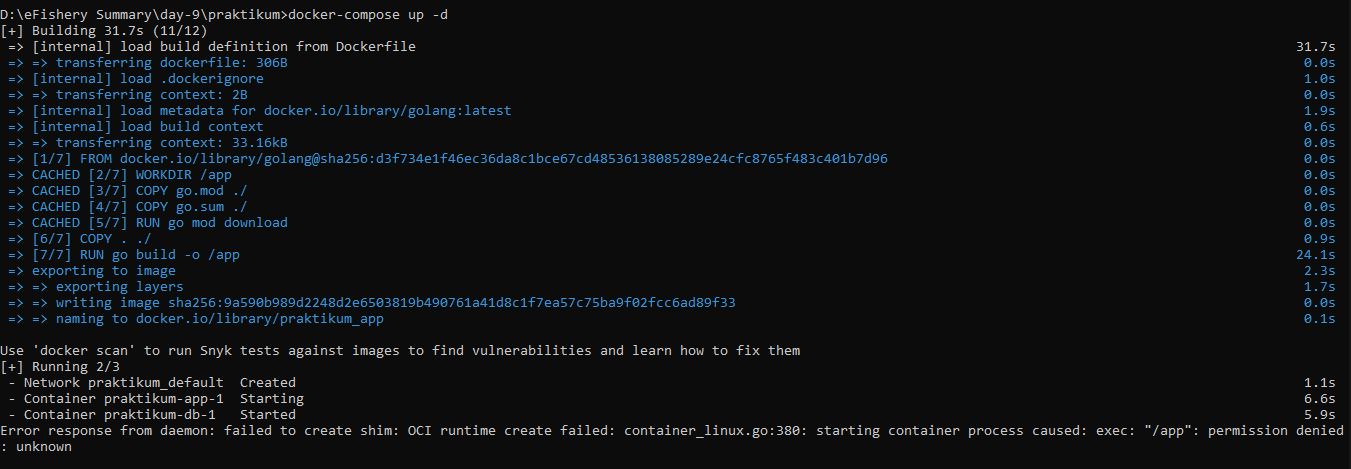 D:\eFishery Summary\day-9\praktikum>docker-compose up -d
[+] Building 31.7s (11/12)
=> [internal] load build definition from Dockerfile 31.7s
=> => transferring dockerfile: 306B 0.0s
=> [internal] load .dockerignore 1.0s
=> => transferring context: 2B 0.0s
=> [internal] load metadata for docker.io/library/golang:latest 1.9s
=> [internal] load build context 0.6s
=> => transferring context: 33.16kB 0.0s
=> [1/7] FROM docker.io/library/golang@sha256:d3f734e1f46ec36da8c1bce67cd48536138085289e24cfc8765f483c401b7d96 0.0s
=> CACHED [2/7] WORKDIR /app 0.0s
=> CACHED [3/7] COPY go.mod ./ 0.0s
=> CACHED [4/7] COPY go.sum ./ 0.0s
=> CACHED [5/7] RUN go mod download 0.0s
=> [6/7] COPY . ./ 0.9s
=> [7/7] RUN go build -o /app 24.1s
=> exporting to image 2.3s
=> => exporting layers 1.7s
=> => writing image sha256:9a590b989d2248d2e6503819b490761a41d8c1f7ea57c75ba9f02fcc6ad89f33 0.0s
=> => naming to docker.io/library/praktikum_app 0.1s
Use 'docker scan' to run Snyk tests against images to find vulnerabilities and learn how to fix them
[+] Running 2/3
- Network praktikum_default Created 1.1s
- Container praktikum-app-1 Starting 6.6s
- Container praktikum-db-1 Started 5.9s
Error response from daemon: failed to create shim: OCI runtime create failed: container_linux.go:380: starting container process caused: exec: "/app": permission denied
: unknown